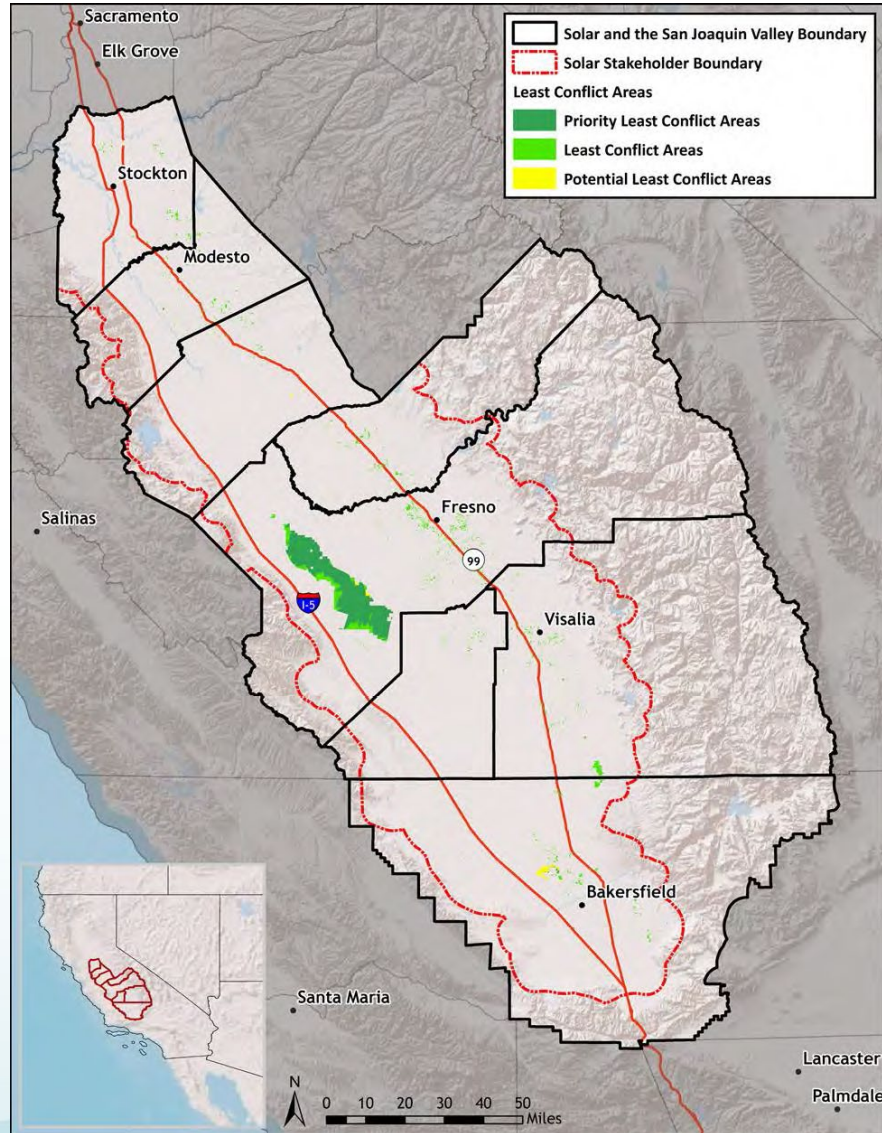 Sacramento
Elk Grove
Solar and the San Joaquin Valley Boundary
Solar Stakeholder Boundary
Least Conflict Areas
Priority Least Conflict Areas
Least Conflict Areas
Potential Least Conflict Areas
Stockton
Modesto
Salinas
Fresno
99
I-5
Visalia
Bakersfield
Santa Maria
Lancaster
Palmdale
N
0 10 20 30 40 50
Miles